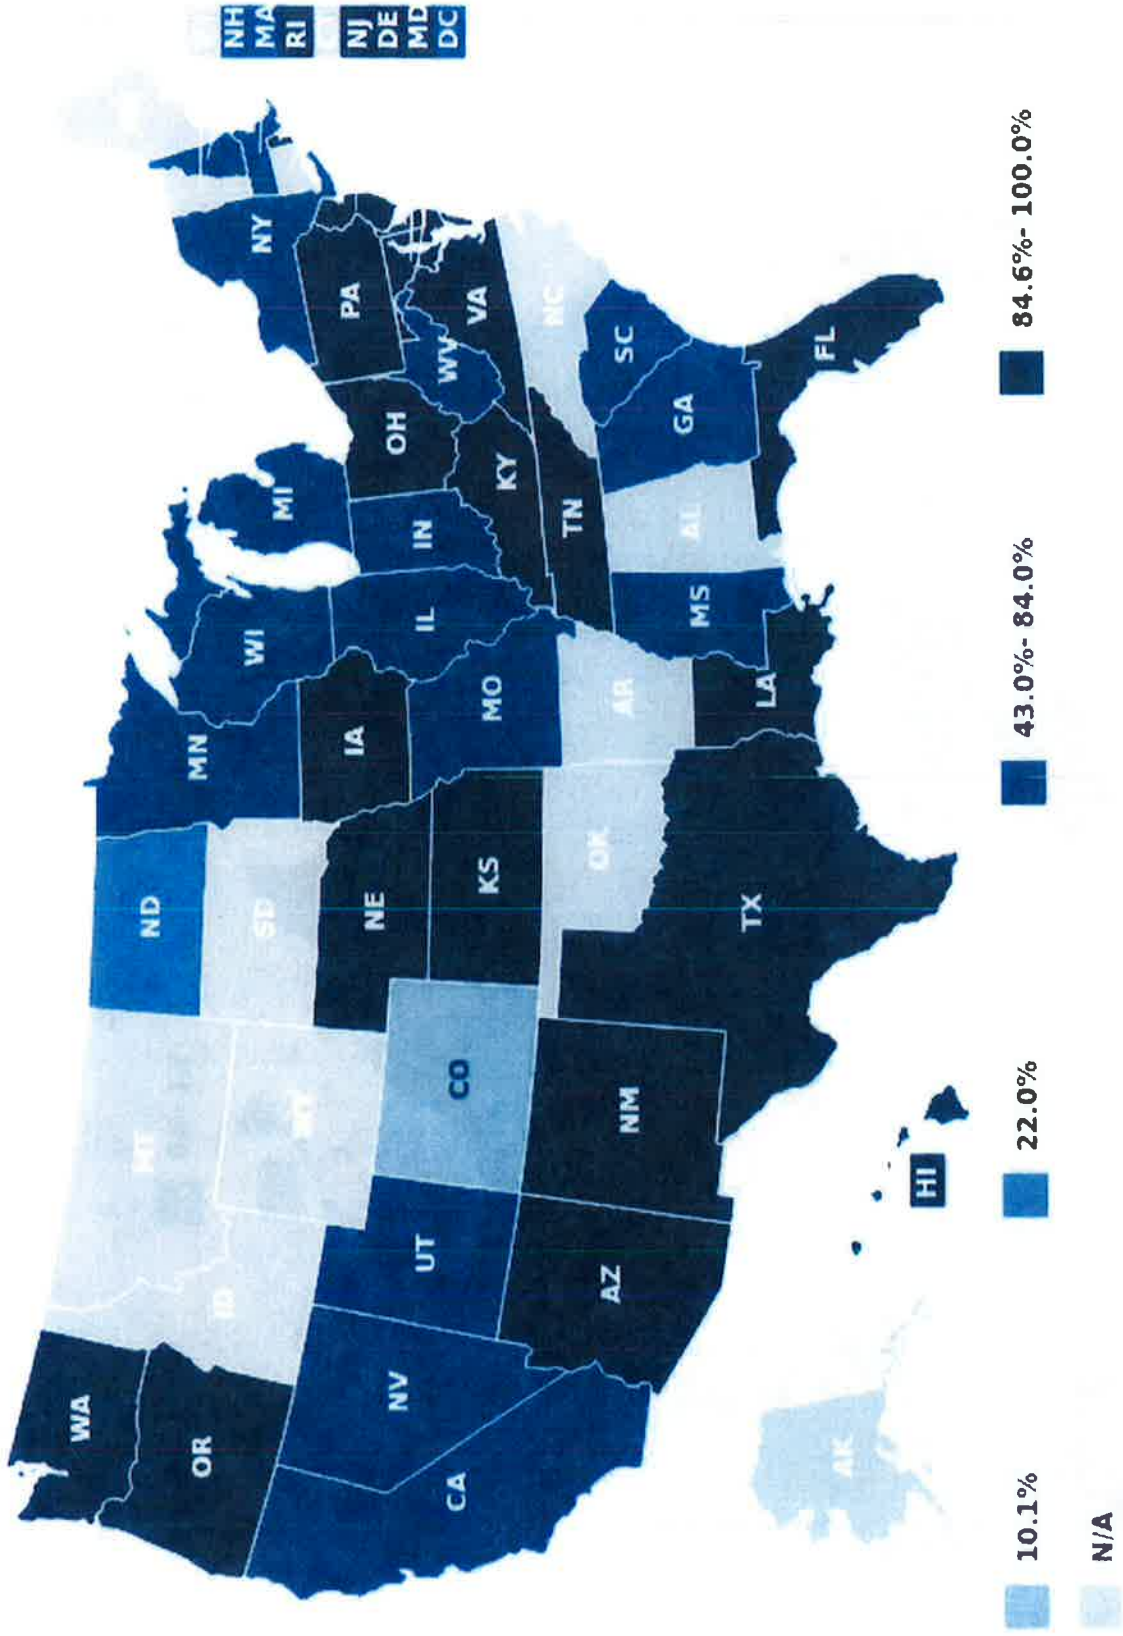 WA
OR
CA
NV
ID
MT
UT
AZ
CO
NM
ND
SD
NE
KS
OK
TX
MN
IA
MO
AR
LA
WI
IL
MS
MI
IN
OH
KY
TN
AL
GA
FL
SC
NC
VA
WV
PA
NY
NH
MA
RI
NJ
DE
MD
DC
AK
HI
10.1%
22.0%
43.0%- 84.0%
84.6%- 100.0%
N/A